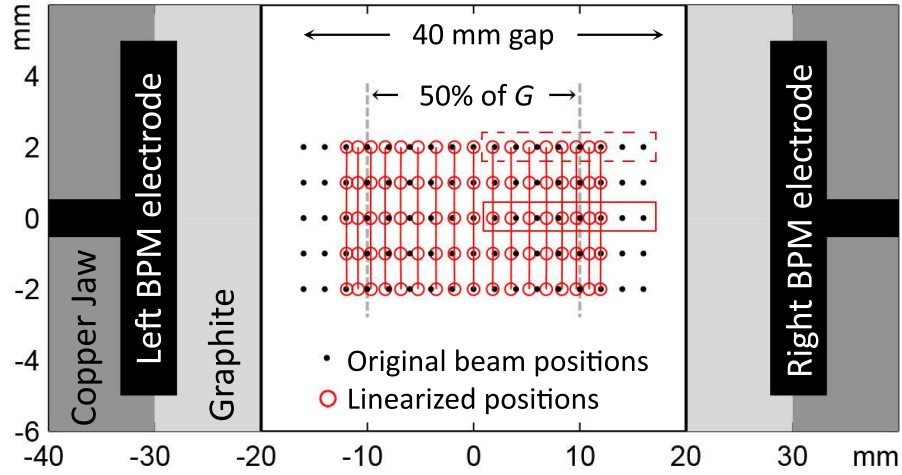 mm
40 mm gap
4
50% of G
2
0
-2
-4
-6
Copper Jaw
Left BPM electrode
Graphite
Right BPM electrode
Original beam positions
Linearized positions
-40 -30 -20 -10 0 10 20 30 mm